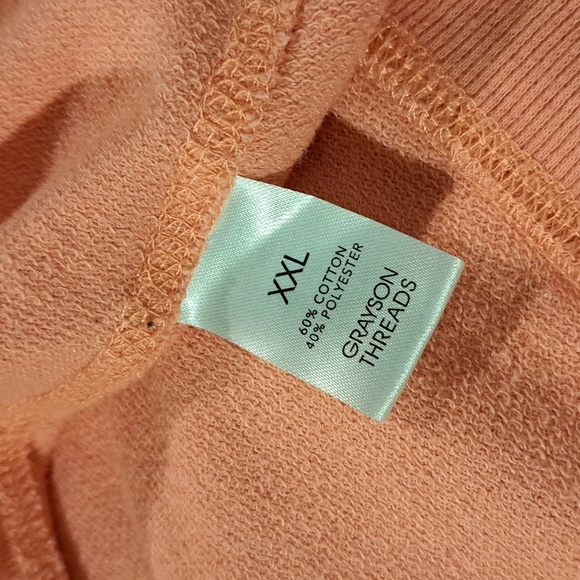 XXL
60% COTTON
40% POLYESTER
GRAYSON
THREADS